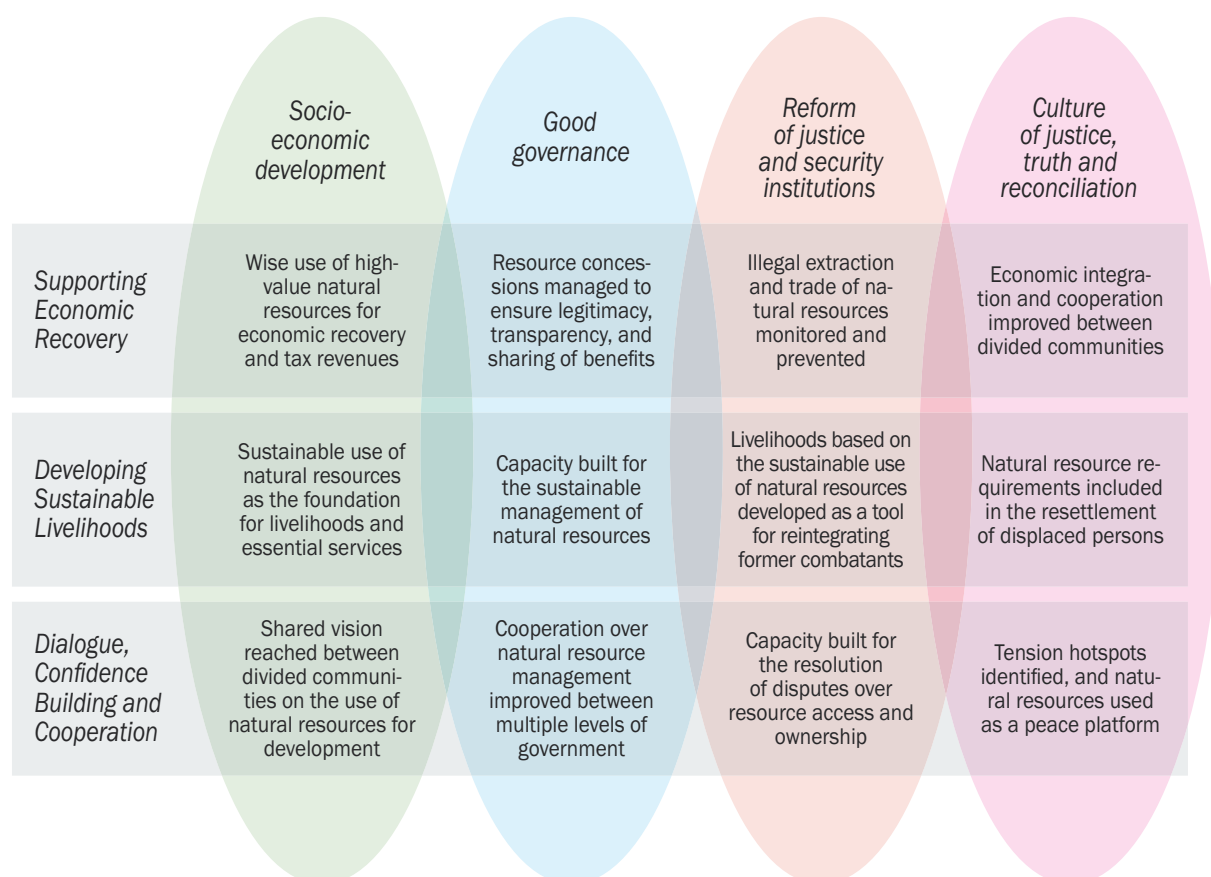 Socio-
economic
development
Good
governance
Reform
of justice
and security
institutions
Culture
of justice,
truth and
reconciliation
Supporting
Economic
Recovery
Wise use of high-
value natural
resources for
economic recovery
and tax revenues
Resource conces-
sions managed to
ensure legitimacy,
transparency, and
sharing of benefits
Illegal extraction
and trade of na-
tural resources
monitored and
prevented
Economic integra-
tion and cooperation
improved between
divided communities
Developing
Sustainable
Livelihoods
Sustainable use of
natural resources
as the foundation
for livelihoods and
essential services
Capacity built for
the sustainable
management of
natural resources
Livelihoods based on
the sustainable use
of natural resources
developed as a tool
for reintegrating
former combatants
Natural resource re-
quirements included
in the resettlement
of displaced persons
Dialogue,
Confidence
Building and
Cooperation
Shared vision
reached between
divided communi-
ties on the use of
natural resources for
development
Cooperation over
natural resource
management
improved between
multiple levels of
government
Capacity built for
the resolution
of disputes over
resource access and
ownership
Tension hotspots
identified, and natu-
ral resources used
as a peace platform